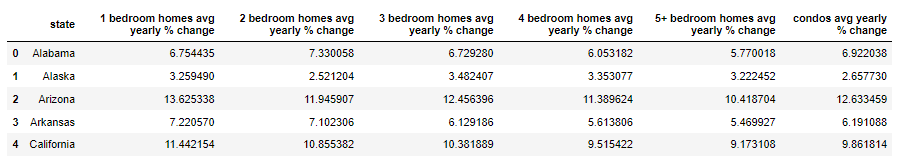 state 1 bedroom homes avg yearly % change 2 bedroom homes avg yearly % change 3 bedroom homes avg yearly % change 4 bedroom homes avg yearly % change 5+ bedroom homes avg yearly % change condos avg yearly % change
0 Alabama 6.754435 7.330058 6.729280 6.053182 5.770018 6.922038
1 Alaska 3.259490 2.521204 3.482407 3.353077 3.222452 2.657730
2 Arizona 13.625338 11.945907 12.456396 11.389624 10.418704 12.633459
3 Arkansas 7.220570 7.102306 6.129186 5.613806 5.469927 6.191088
4 California 11.442154 10.855382 10.381889 9.515422 9.173108 9.861814